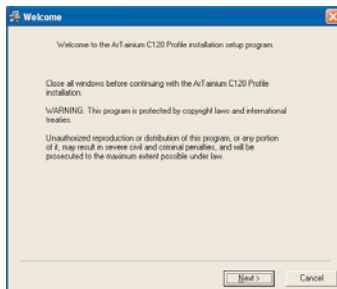 Welcome
Welcome to the ArTainium C120 Profile installation setup program.
Close all windows before continuing with the ArTainium C120 Profile
installation.
WARNING: This program is protected by copyright laws and international
treaties.
Unauthorized reproduction or distribution of this program, or any portion
of it, may result in severe civil and criminal penalties, and will be
prosecuted to the maximum extent possible under law.
Next >
Cancel